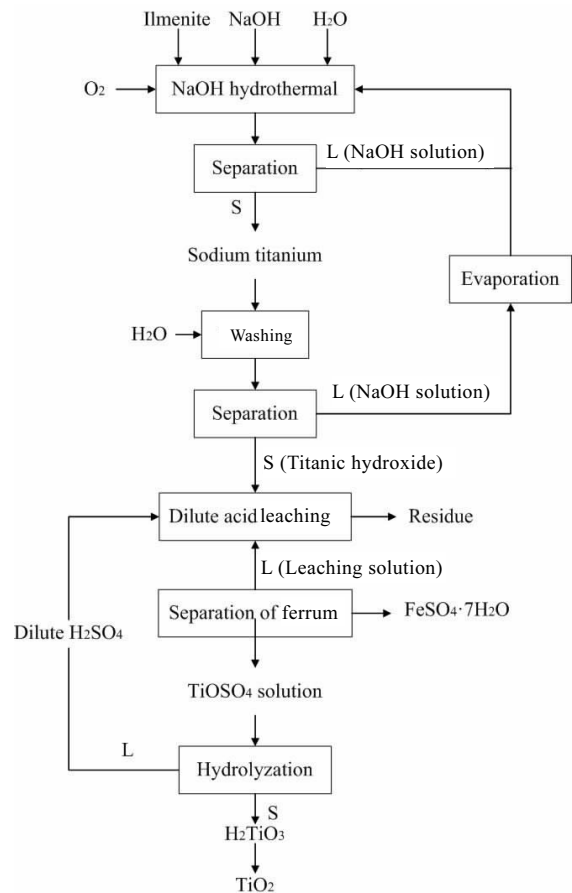 Ilmenite NaOH H2O
O2
NaOH hydrothermal
L (NaOH solution)
Separation
S
Sodium titanium
Evaporation
H2O
Washing
L (NaOH solution)
Separation
S (Titanic hydroxide)
Dilute acid leaching
Residue
L (Leaching solution)
Separation of ferrum
FeSO4·7H2O
Dilute H2SO4
TiOSO4 solution
L
Hydrolyzation
S
H2TiO3
TiO2